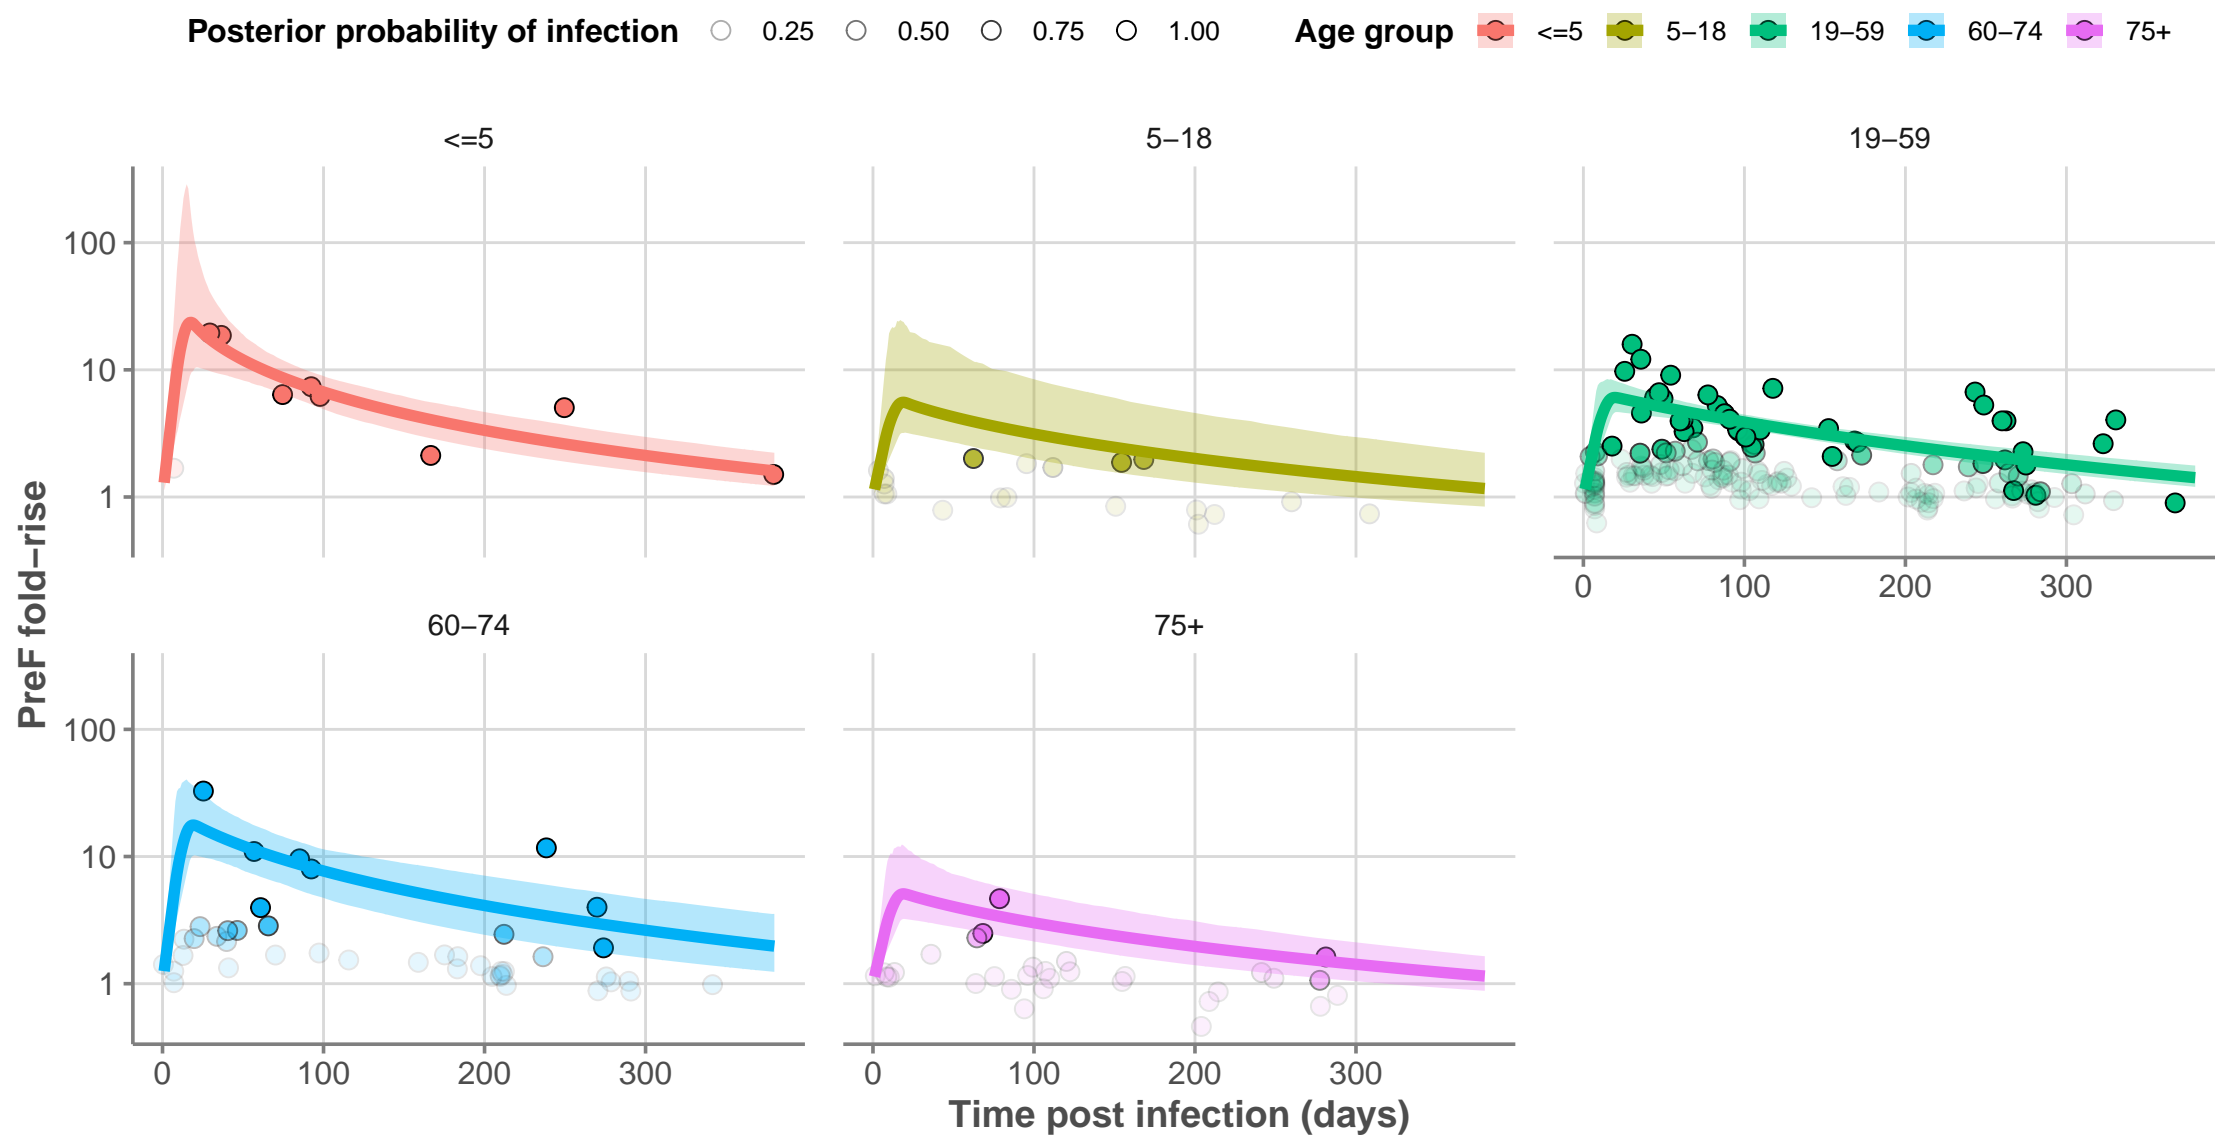 Posterior probability of infection 0.25 0.50 0.75 1.00 Age group <=5 5–18 19–59 60–74 75+
<=5 5–18 19–59
100
10
1
0 100 200 300
60–74 75+
PreF fold–rise
100
10
1
0 100 200 300 0 100 200 300
Time post infection (days)